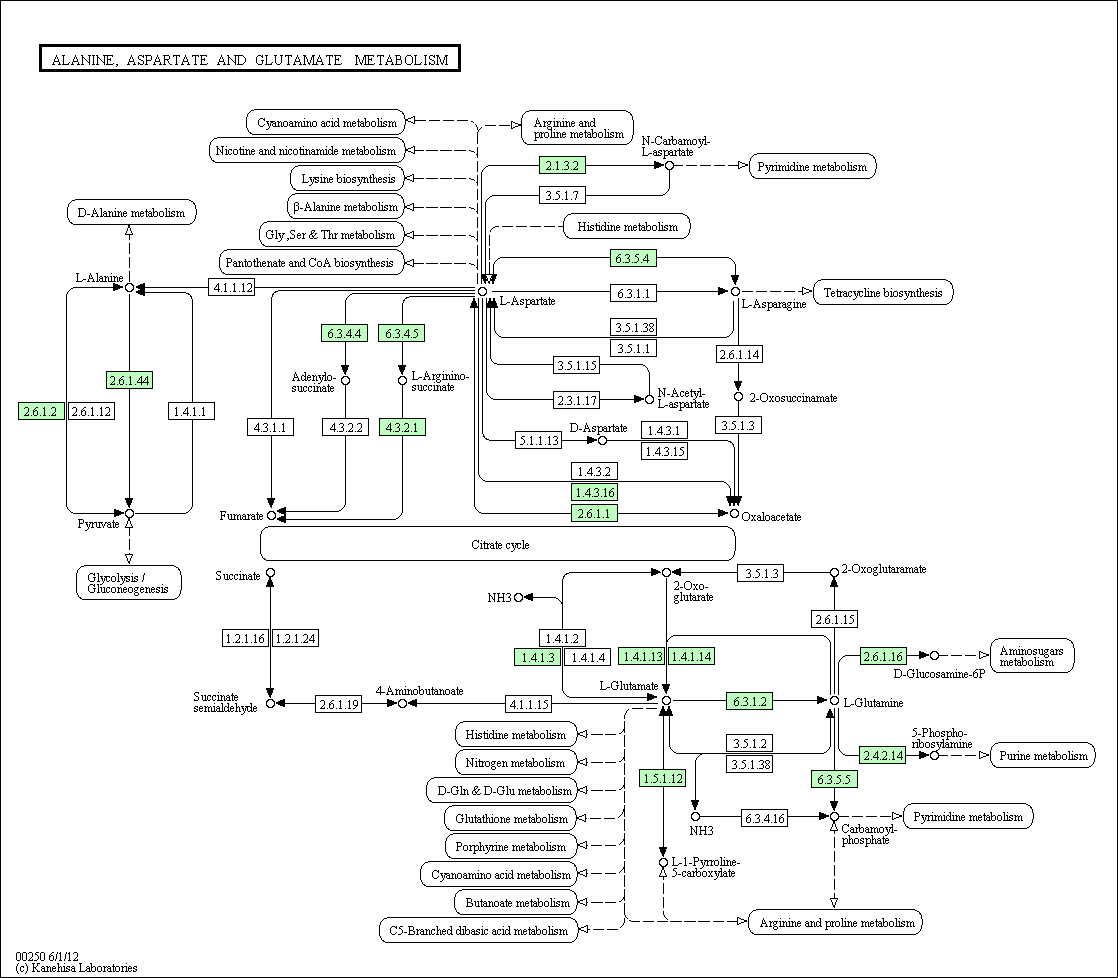 ALANINE, ASPARTATE AND GLUTAMATE METABOLISM
Cyanoamino acid metabolism
Arginine and
proline metabolism
Nicotine and nicotinamide metabolism
N-Carbamoyl-
L-aspartate
2.1.3.2
Pyrimidine metabolism
Lysine biosynthesis
3.5.1.7
β-Alanine metabolism
D-Alanine metabolism
Histidine metabolism
Gly ,Ser & Thr metabolism
Pantothenate and CoA biosynthesis
6.3.5.4
L-Alanine
4.1.1.12
L-Aspartate
6.3.1.1
L-Asparagine
Tetracycline biosynthesis
6.3.4.4
6.3.4.5
3.5.1.38
3.5.1.1
2.6.1.14
3.5.1.15
Adenylo-
succinate
L-Arginino-
succinate
2.6.1.44
2.3.1.17
N-Acetyl-
L-aspartate
2-Oxosuccinamate
2.6.1.2
2.6.1.12
1.4.1.1
4.3.1.1
4.3.2.2
4.3.2.1
D-Aspartate
5.1.1.13
1.4.3.1
1.4.3.15
3.5.1.3
1.4.3.2
1.4.3.16
2.6.1.1
Pyruvate
Fumarate
Oxaloacetate
Citrate cycle
Glycolysis /
Gluconeogenesis
Succinate
2-Oxo-
glutarate
3.5.1.3
2-Oxoglutaramate
NH3
1.2.1.16
1.2.1.24
1.4.1.2
1.4.1.3
1.4.1.4
1.4.1.13
1.4.1.14
2.6.1.15
2.6.1.16
D-Glucosamine-6P
Aminosugars
metabolism
Succinate
semialdehyde
2.6.1.19
4-Aminobutanoate
4.1.1.15
L-Glutamate
6.3.1.2
L-Glutamine
Histidine metabolism
3.5.1.2
3.5.1.38
5-Phospho-
ribosylamine
2.4.2.14
Purine metabolism
Nitrogen metabolism
1.5.1.12
6.3.5.5
D-Gln & D-Glu metabolism
Glutathione metabolism
NH3
6.3.4.16
Carbamoyl-
phosphate
Pyrimidine metabolism
Porphyrine metabolism
L-1-Pyrroline-
5-carboxylate
Cyanoamino acid metabolism
Butanoate metabolism
Arginine and proline metabolism
C5-Branched dibasic acid metabolism
00250 6/1/12
(c) Kanehisa Laboratories